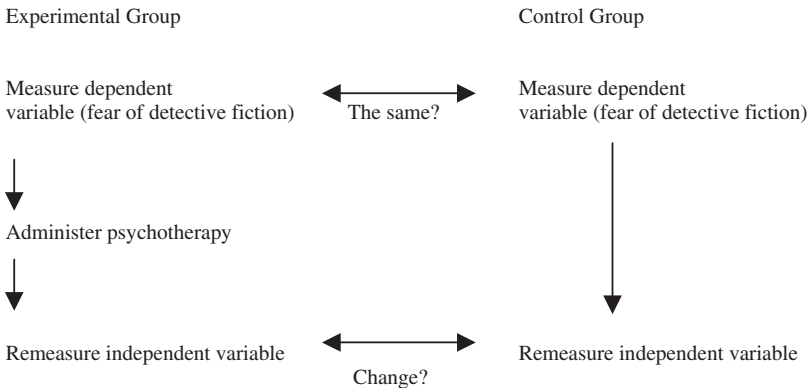 Experimental Group
Control Group
Measure dependent
variable (fear of detective fiction)
The same?
Measure dependent
variable (fear of detective fiction)
Administer psychotherapy
Remeasure independent variable
Change?
Remeasure independent variable